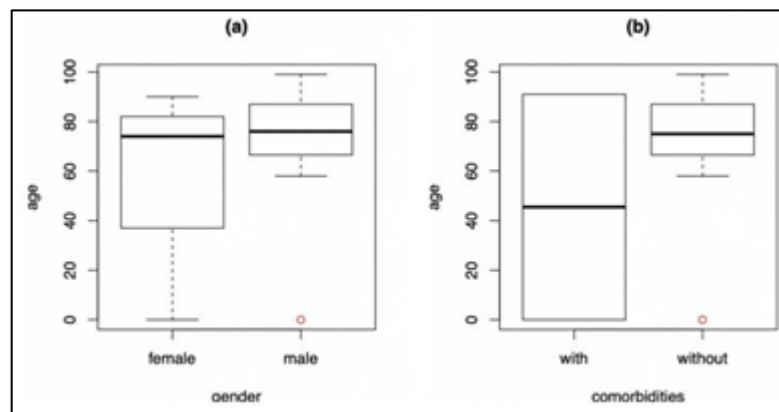 (a)
age
0
20
40
60
80
100
female
male
gender
(b)
age
0
20
40
60
80
100
with
without
comorbidities